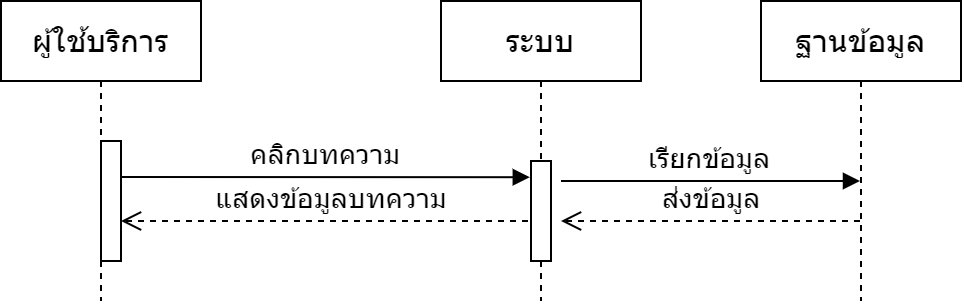 ผู้ใช้บริการ
ระบบ
ฐานข้อมูล
คลิกบทความ
เรียกข้อมูล
แสดงข้อมูลบทความ
ส่งข้อมูล